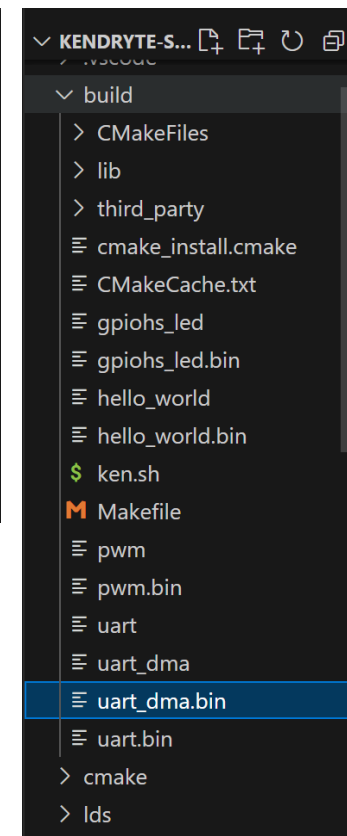 KENDRYTE-S...
.vscode
build
CMakeFiles
lib
third_party
cmake_install.cmake
CMakeCache.txt
gpiohs_led
gpiohs_led.bin
hello_world
hello_world.bin
$ ken.sh
M Makefile
pwm
pwm.bin
uart
uart_dma
uart_dma.bin
uart.bin
cmake
lds